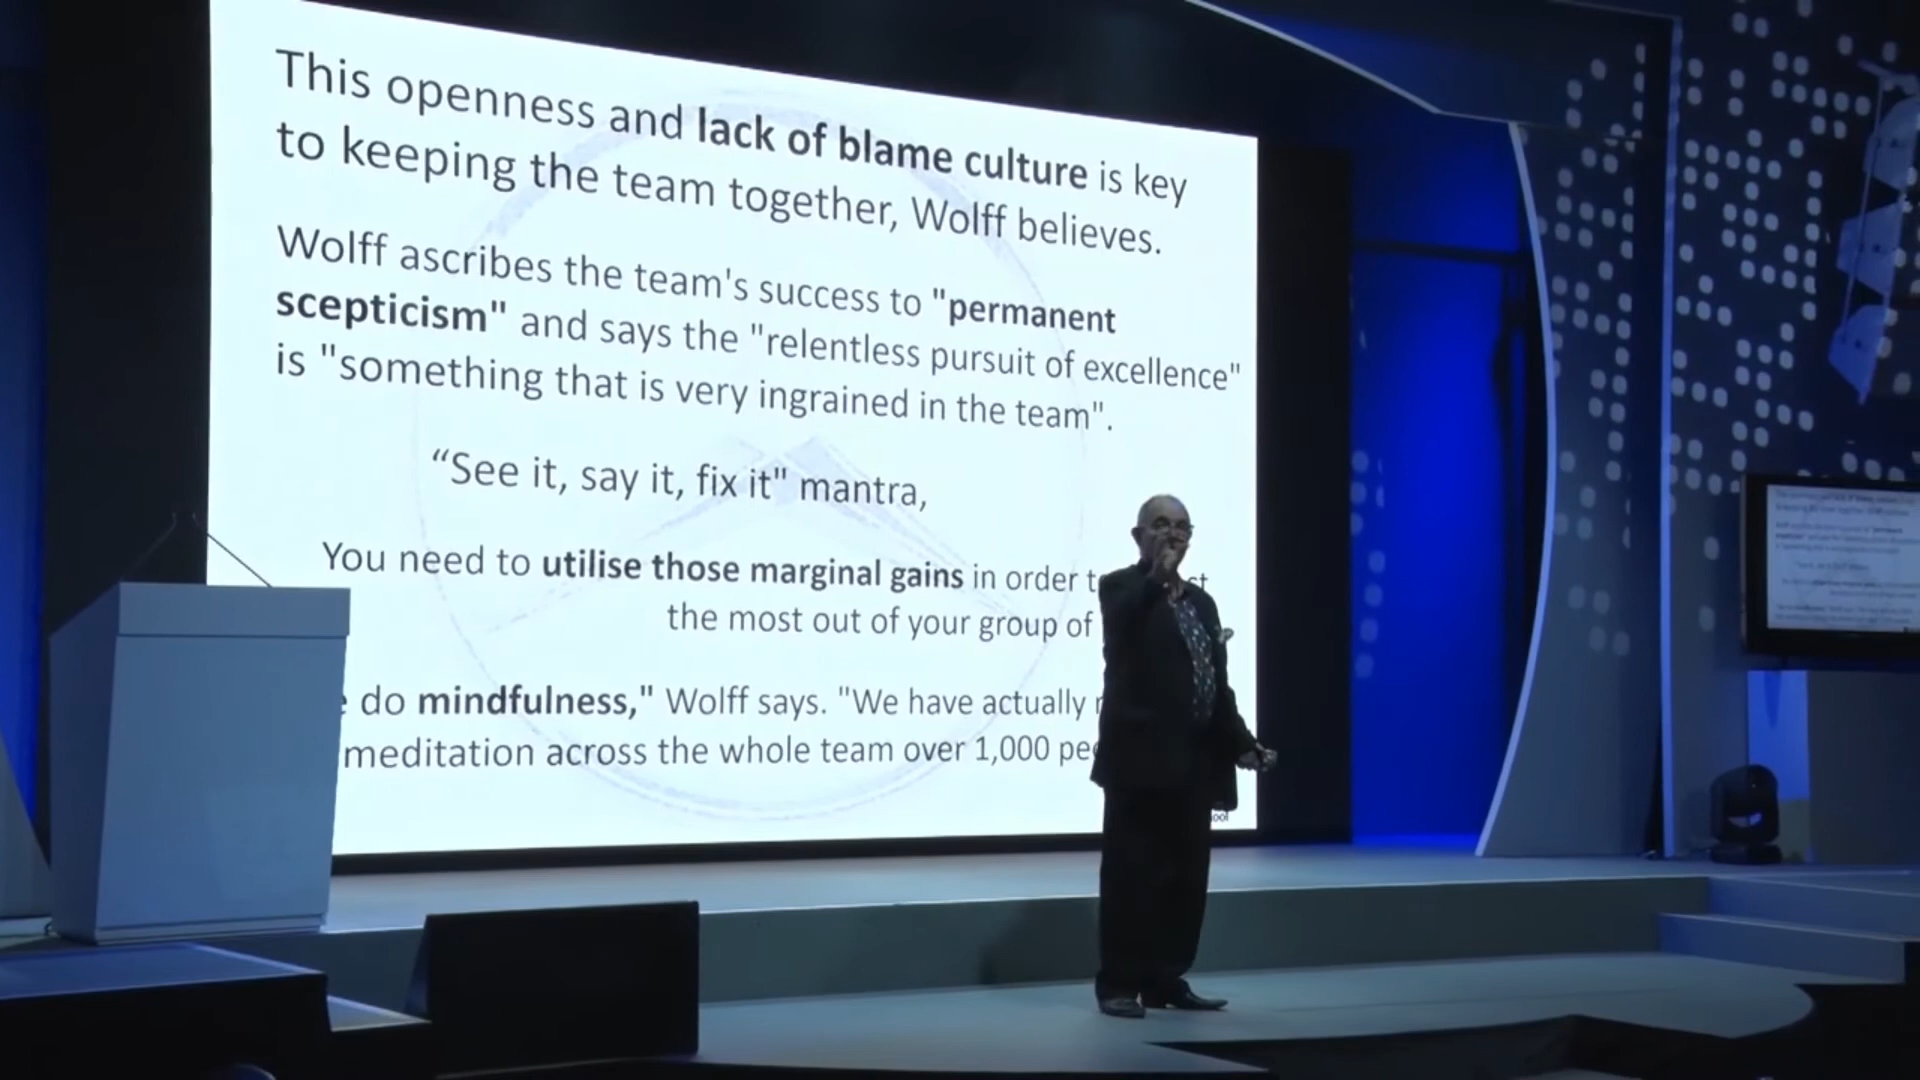 This openness and lack of blame culture is key
to keeping the team together, Wolff believes.
Wolff ascribes the team's success to "permanent
scepticism" and says the "relentless pursuit of excellence"
is "something that is very ingrained in the team".
“See it, say it, fix it" mantra,
You need to utilise those marginal gains in order
the most out of your group of
do mindfulness," Wolff says. "We have actually
meditation across the whole team over 1,000